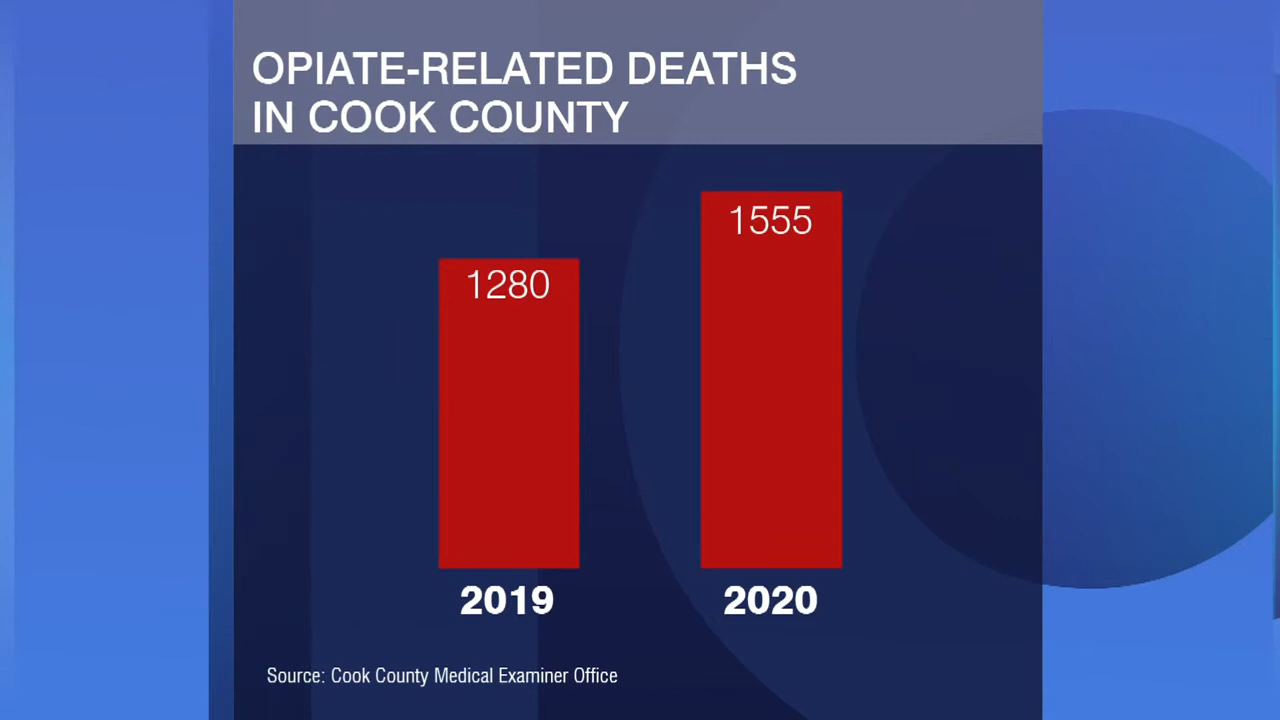 OPIATE-RELATED DEATHS
IN COOK COUNTY
1280
1555
2019
2020
Source: Cook County Medical Examiner Office